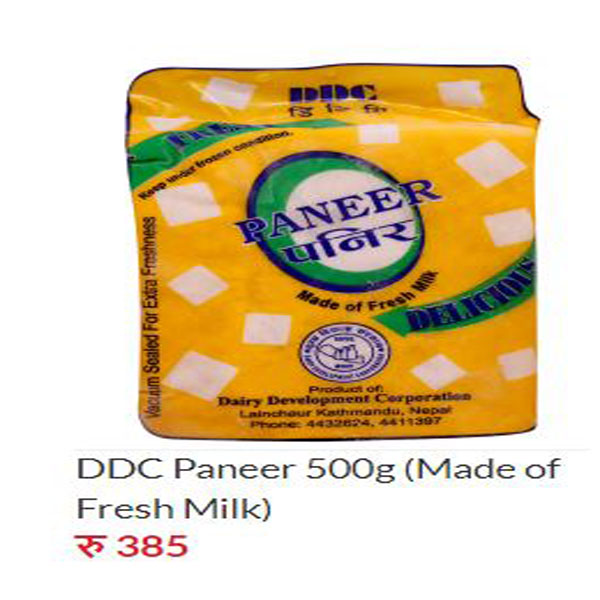 DDC
डि डि सि
FRESH
Keep under frozen condition.
PANEER
पनिर
Made of Fresh Milk
DELICIOUS
Vacuum Sealed For Extra Freshness
Product of:
Dairy Development Corporation
Lainchaur Kathmandu, Nepal
Phone: 4432624, 4411397
DDC Paneer 500g (Made of
Fresh Milk)
रु 385